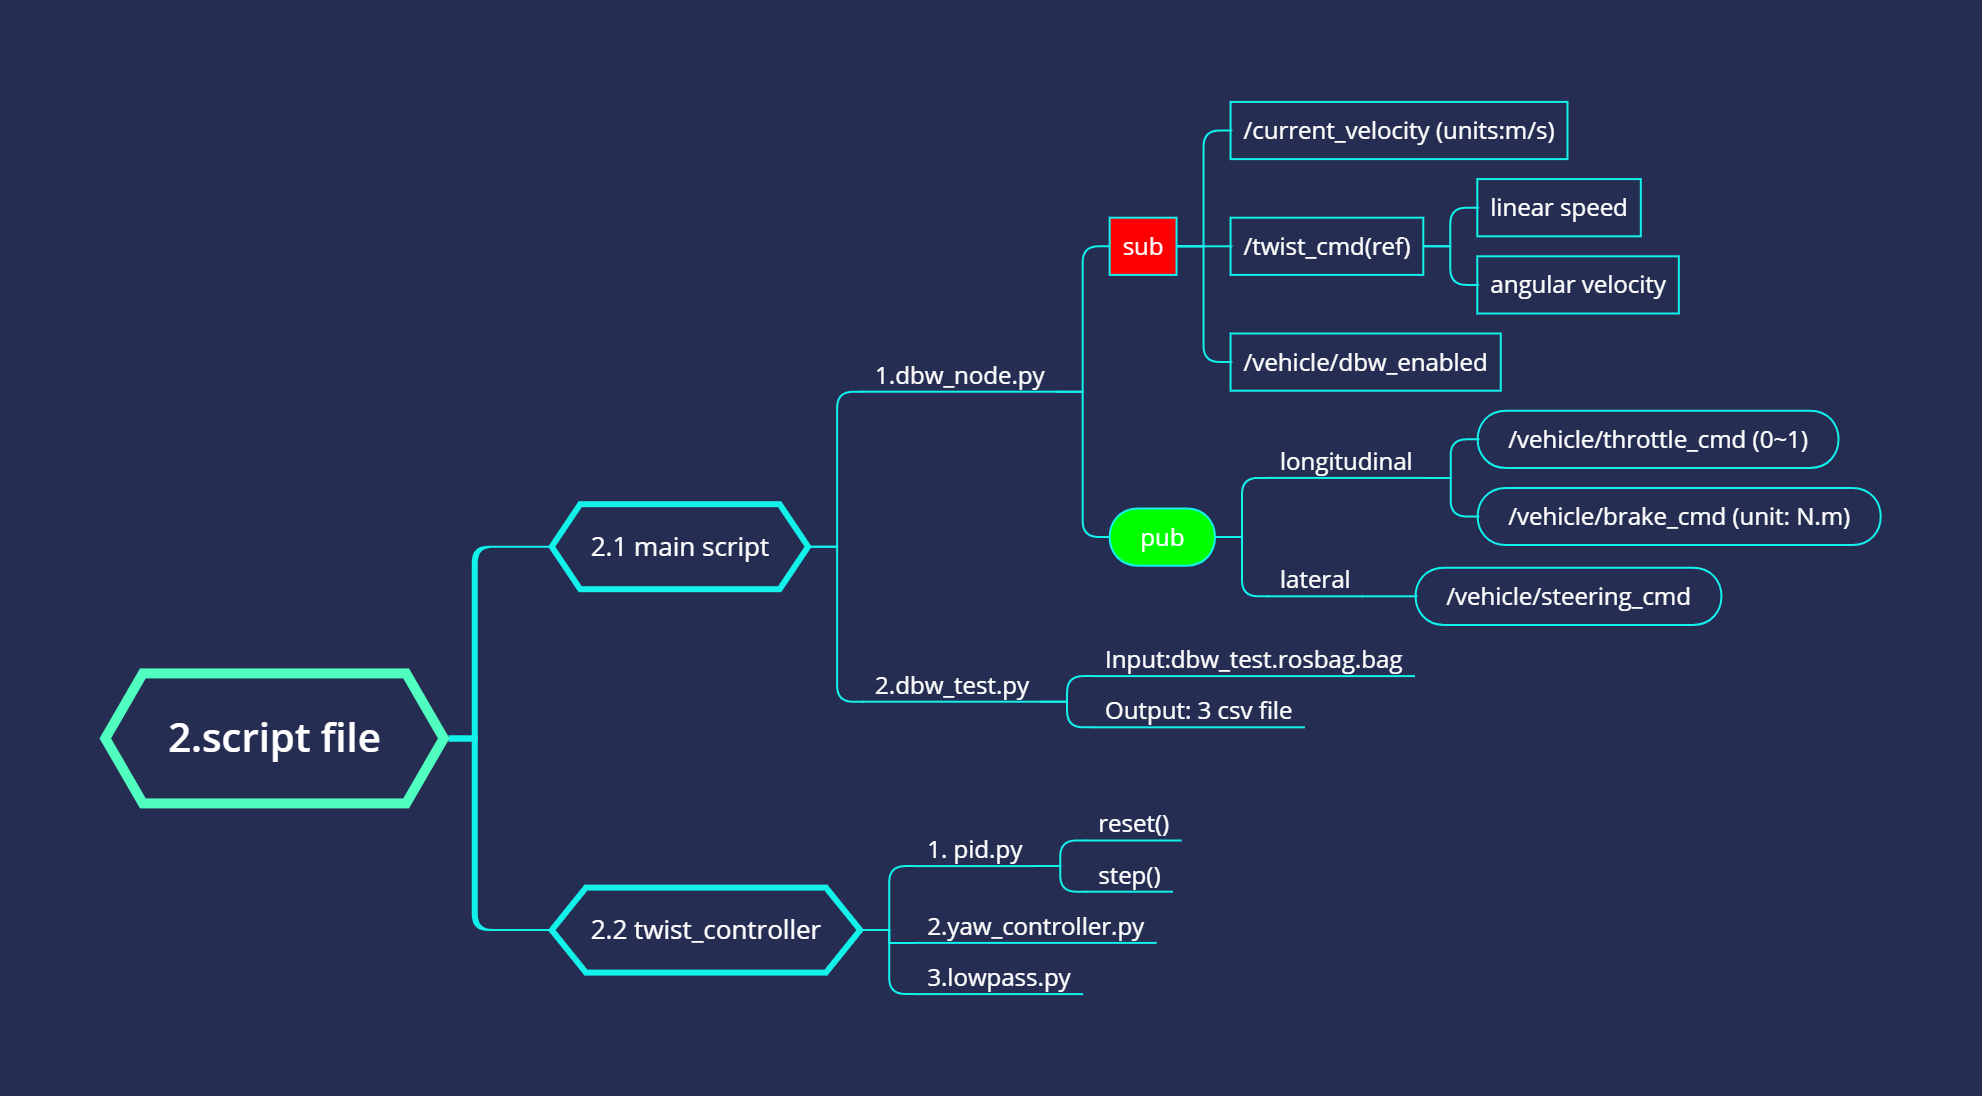 2.script file
2.1 main script
1.dbw_node.py
sub
/current_velocity (units:m/s)
/twist_cmd(ref)
linear speed
angular velocity
/vehicle/dbw_enabled
pub
longitudinal
/vehicle/throttle_cmd (0~1)
/vehicle/brake_cmd (unit: N.m)
lateral
/vehicle/steering_cmd
2.dbw_test.py
Input:dbw_test.rosbag.bag
Output: 3 csv file
2.2 twist_controller
1. pid.py
reset()
step()
2.yaw_controller.py
3.lowpass.py